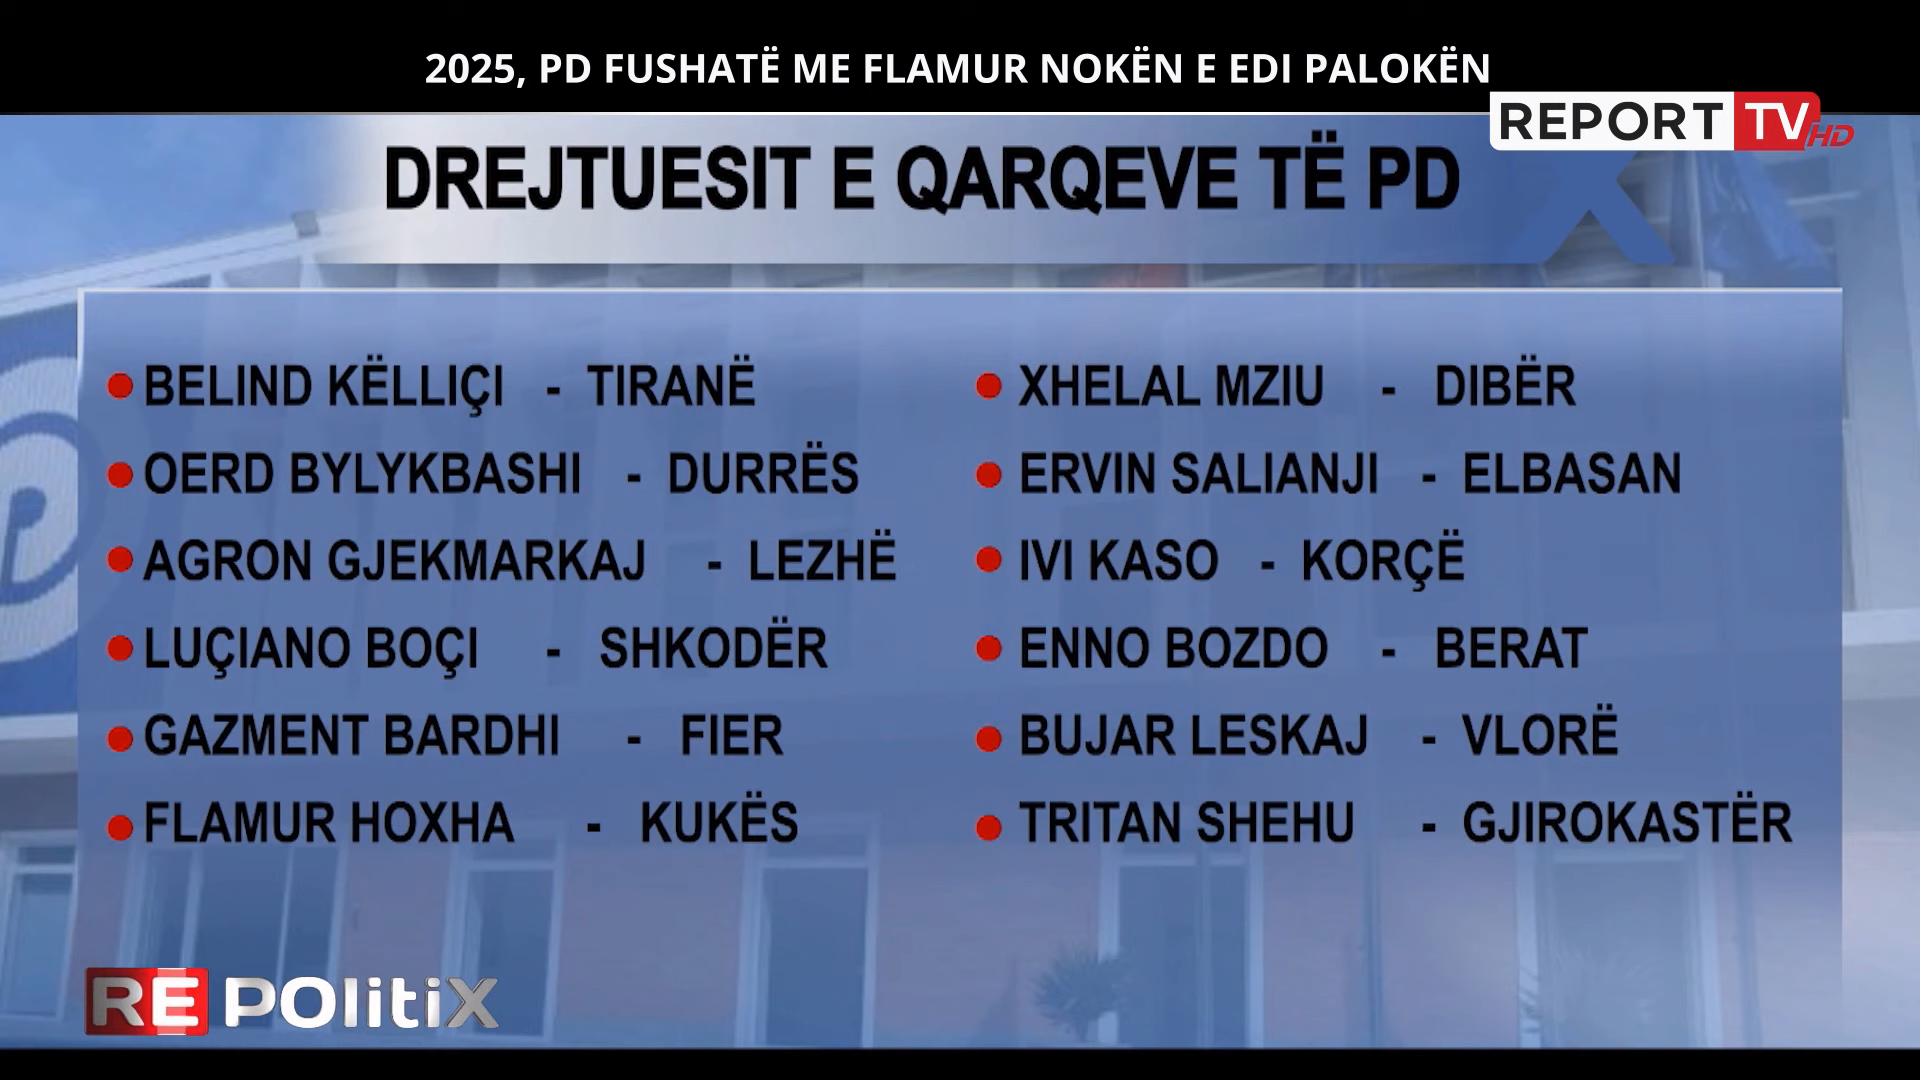 2025, PD FUSHATË ME FLAMUR NOKËN E EDI PALOKËN
REPORT TV HD
DREJTUESIT E QARQEVE TË PD
BELIND KËLLIÇI - TIRANË
OERD BYLYKBASHI - DURRËS
AGRON GJEKMARKAJ - LEZHË
LUÇIANO BOÇI - SHKODËR
GAZMENT BARDHI - FIER
FLAMUR HOXHA - KUKËS
XHELAL MZIU - DIBËR
ERVIN SALIANJI - ELBASAN
IVI KASO - KORÇË
ENNO BOZDO - BERAT
BUJAR LESKAJ - VLORË
TRITAN SHEHU - GJIROKASTËR
RE POlitiX